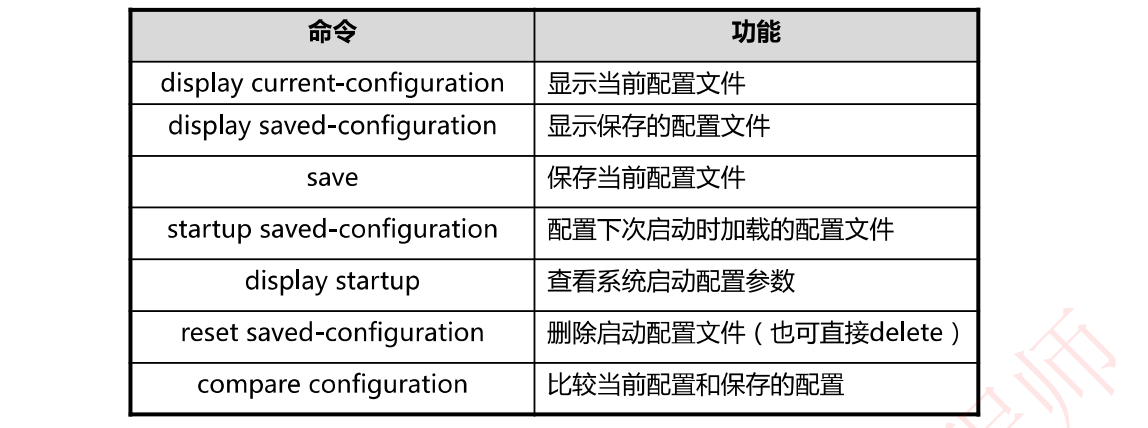 命令 功能
display current-configuration 显示当前配置文件
display saved-configuration 显示保存的配置文件
save 保存当前配置文件
startup saved-configuration 配置下次启动时加载的配置文件
display startup 查看系统启动配置参数
reset saved-configuration 删除启动配置文件（也可直接delete）
compare configuration 比较当前配置和保存的配置